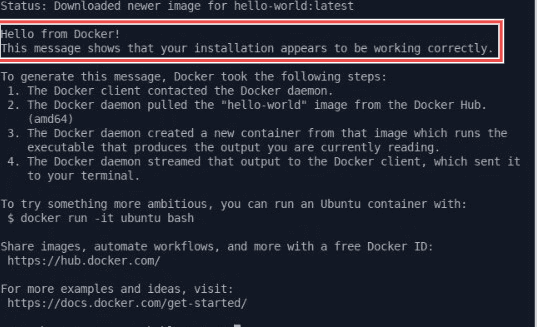 Status: Downloaded newer image for hello-world:latest
Hello from Docker!
This message shows that your installation appears to be working correctly.
To generate this message, Docker took the following steps:
1. The Docker client contacted the Docker daemon.
2. The Docker daemon pulled the "hello-world" image from the Docker Hub.
(amd64)
3. The Docker daemon created a new container from that image which runs the
executable that produces the output you are currently reading.
4. The Docker daemon streamed that output to the Docker client, which sent it
to your terminal.
To try something more ambitious, you can run an Ubuntu container with:
$ docker run -it ubuntu bash
Share images, automate workflows, and more with a free Docker ID:
https://hub.docker.com/
For more examples and ideas, visit:
https://docs.docker.com/get-started/